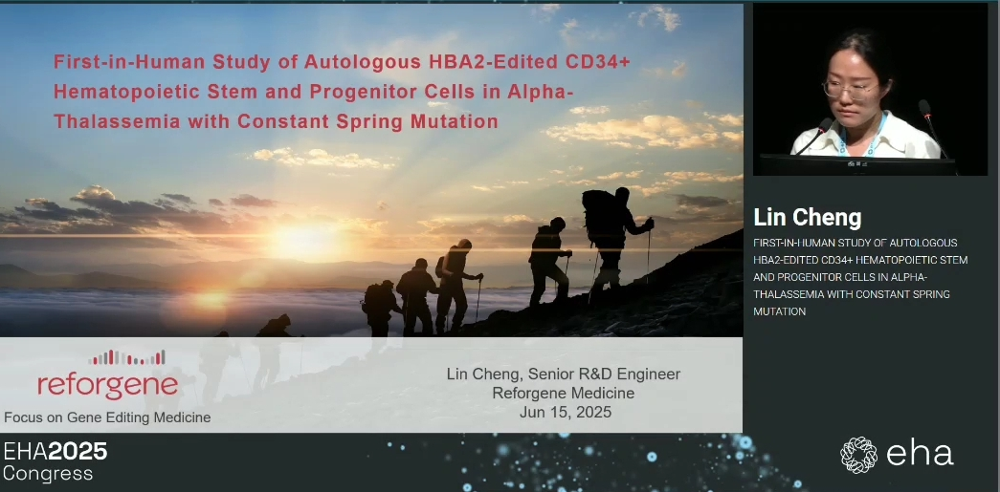 First-in-Human Study of Autologous HBA2-Edited CD34+
Hematopoietic Stem and Progenitor Cells in Alpha-
Thalassemia with Constant Spring Mutation
reforgene
Focus on Gene Editing Medicine
Lin Cheng, Senior R&D Engineer
Reforgene Medicine
Jun 15, 2025
Lin Cheng
FIRST-IN-HUMAN STUDY OF AUTOLOGOUS
HBA2-EDITED CD34+ HEMATOPOIETIC STEM
AND PROGENITOR CELLS IN ALPHA-
THALASSEMIA WITH CONSTANT SPRING
MUTATION
EHA2025
Congress
eha